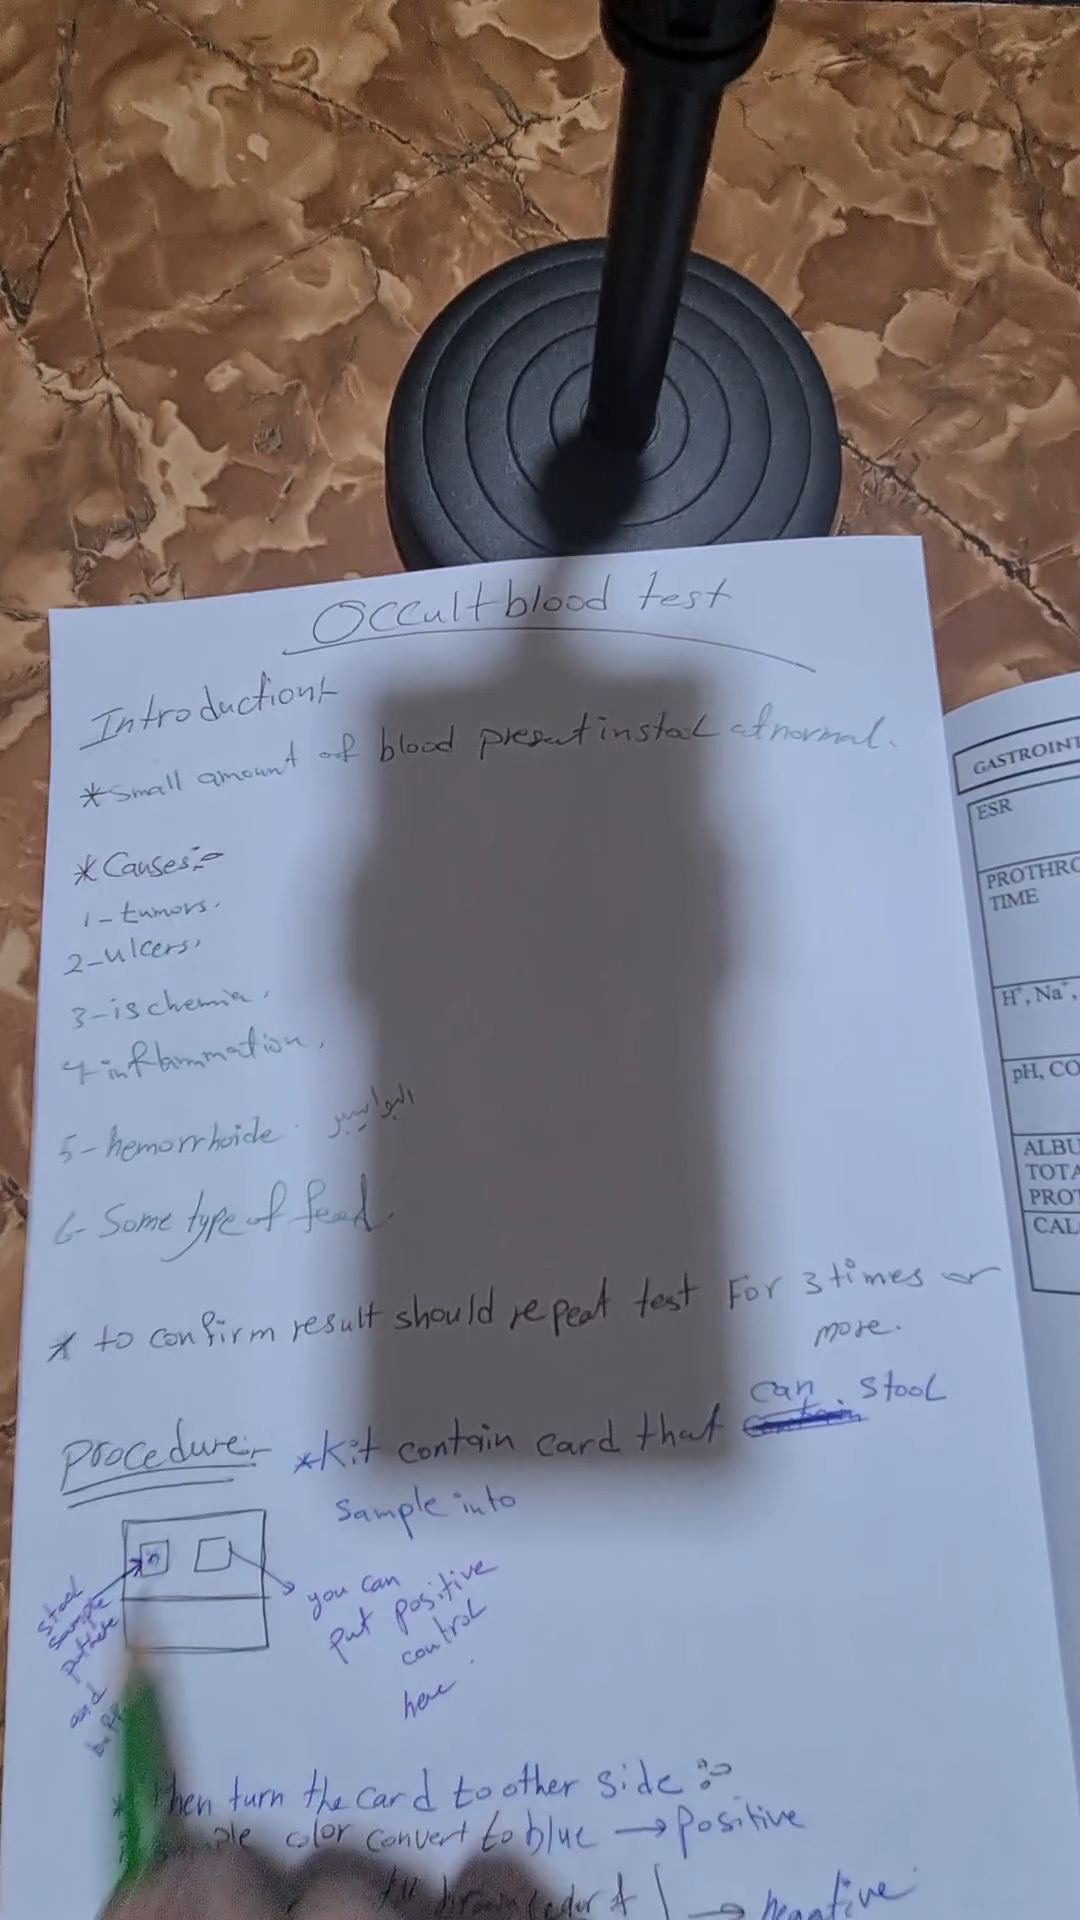 Occult blood test
Introduction:-
* Small amount of blood present in stool at normal.
* Causes:-
1- tumors.
2- ulcers.
3- ischemia.
4- inflammation.
5- hemorrhoide. البواسير
6- Some type of food.
* to confirm result should repeat test For 3 times or
more.
Procedure:- * Kit contain card that can stool
Sample into
stool
sample
put here
and
you can
put positive
control
here.
then turn the card to other side :-
color convert to blue → Positive
→ negative
GASTROINT
ESR
PROTHRO
TIME
H⁺, Na⁺,
pH, CO
ALBU
TOTA
PROT
CAL